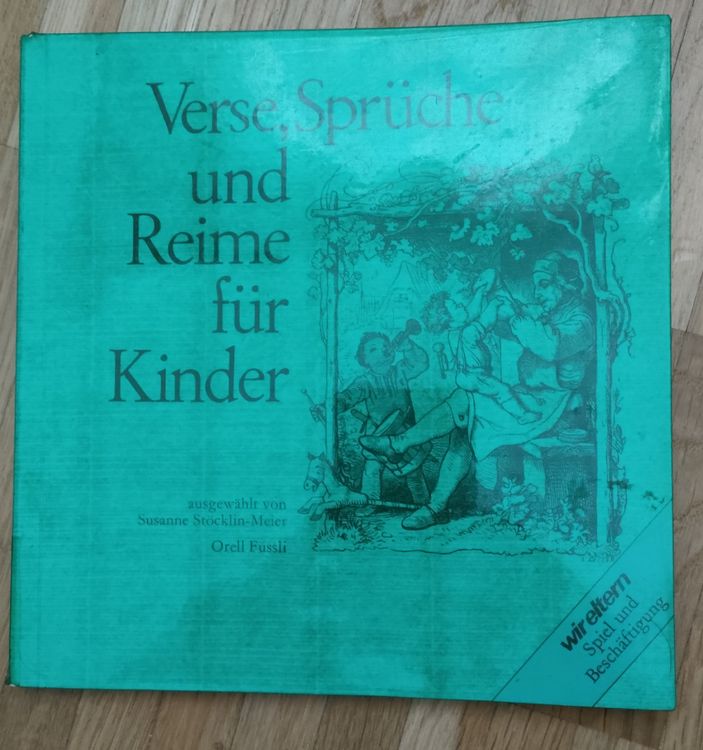 Verse, Sprüche
und
Reime
für
Kinder
ausgewählt von
Susanne Stöcklin-Meier
Orell Füssli
wir eltern
Spiel und
Beschäftigung